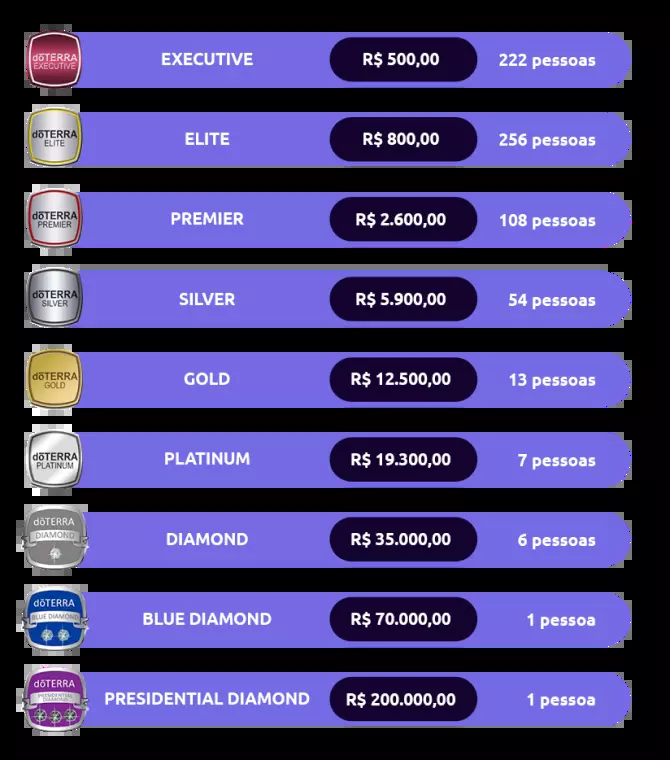 dōTERRA
EXECUTIVE
EXECUTIVE
R$ 500,00
222 pessoas
dōTERRA
ELITE
ELITE
R$ 800,00
256 pessoas
dōTERRA
PREMIER
PREMIER
R$ 2.600,00
108 pessoas
dōTERRA
SILVER
SILVER
R$ 5.900,00
54 pessoas
dōTERRA
GOLD
GOLD
R$ 12.500,00
13 pessoas
dōTERRA
PLATINUM
PLATINUM
R$ 19.300,00
7 pessoas
dōTERRA
DIAMOND
DIAMOND
R$ 35.000,00
6 pessoas
dōTERRA
BLUE DIAMOND
BLUE DIAMOND
R$ 70.000,00
1 pessoa
dōTERRA
PRESIDENTIAL
DIAMOND
PRESIDENTIAL DIAMOND
R$ 200.000,00
1 pessoa